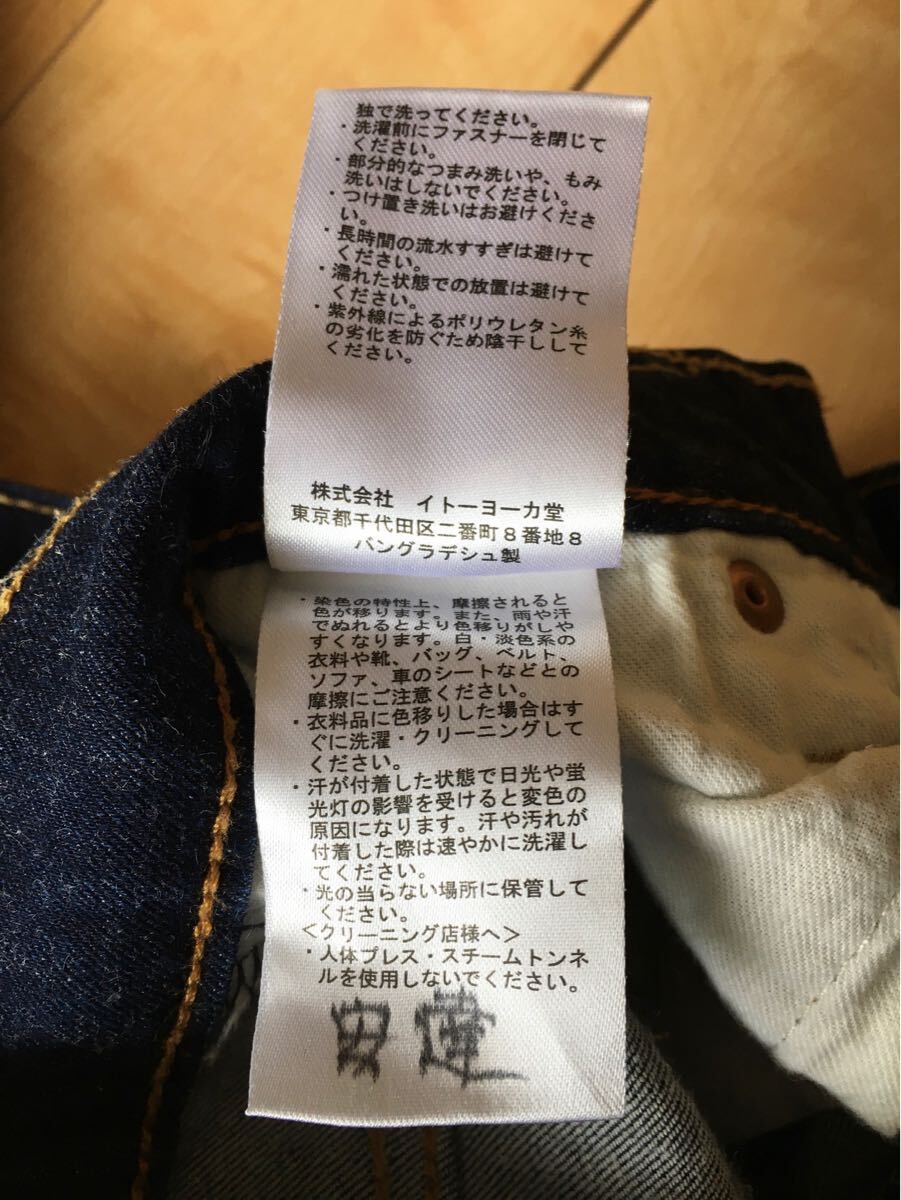 独で洗ってください。
・洗濯前にファスナーを閉じて
ください。
・部分的なつまみ洗いや、もみ
洗いはしないでください。
・つけ置き洗いはお避けくださ
い。
・長時間の流水すすぎは避けて
ください。
・濡れた状態での放置は避けて
ください。
・紫外線によるポリウレタン糸
の劣化を防ぐため陰干しして
ください。
株式会社 イトーヨーカ堂
東京都千代田区二番町8番地8
バングラデシュ製
・染色の特性上、摩擦されると
色が移ります。また、雨や汗
でぬれるとより色移りがしや
すくなります。白・淡色系の
衣料や靴、バッグ、ベルト、
ソファ、車のシートなどとの
摩擦にご注意ください。
・衣料品に色移りした場合はす
ぐに洗濯・クリーニングして
ください。
・汗が付着した状態で日光や蛍
光灯の影響を受けると変色の
原因になります。汗や汚れが
付着した際は速やかに洗濯し
てください。
・光の当らない場所に保管して
ください。
<クリーニング店様へ>
・人体プレス・スチームトンネ
ルを使用しないでください。